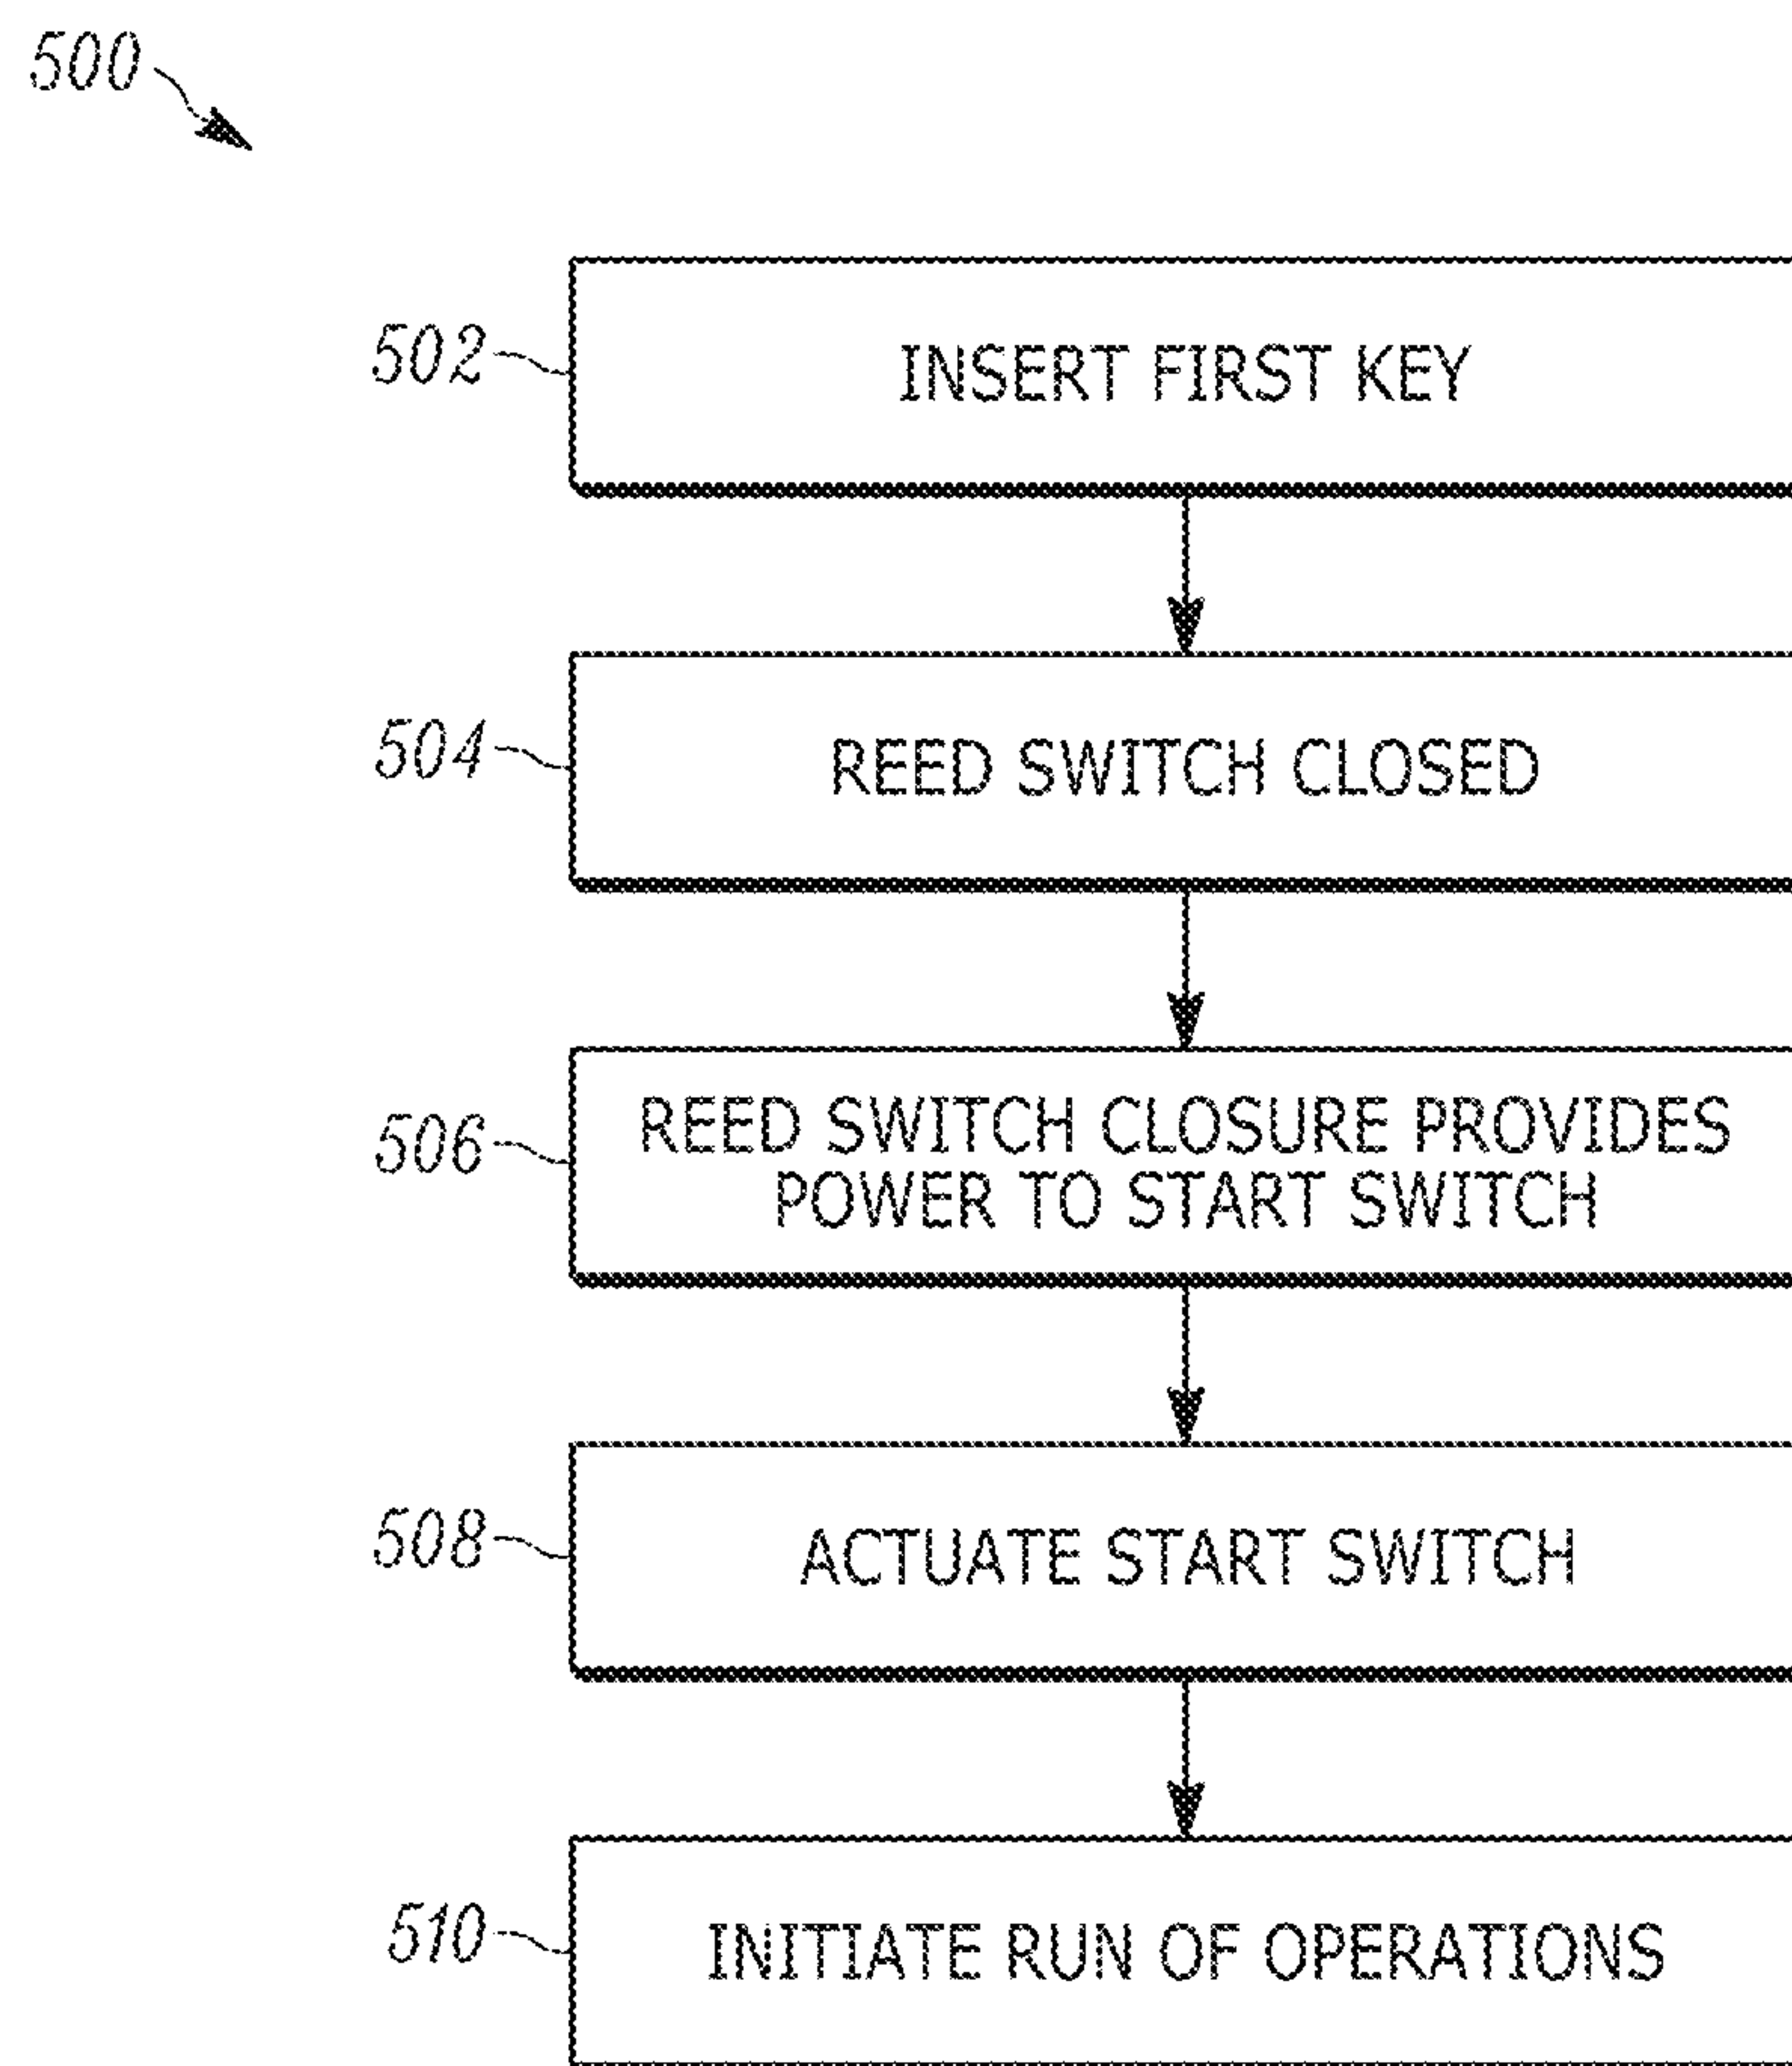 500
502
INSERT FIRST KEY
504
REED SWITCH CLOSED
506
REED SWITCH CLOSURE PROVIDES
POWER TO START SWITCH
508
ACTUATE START SWITCH
510
INITIATE RUN OF OPERATIONS